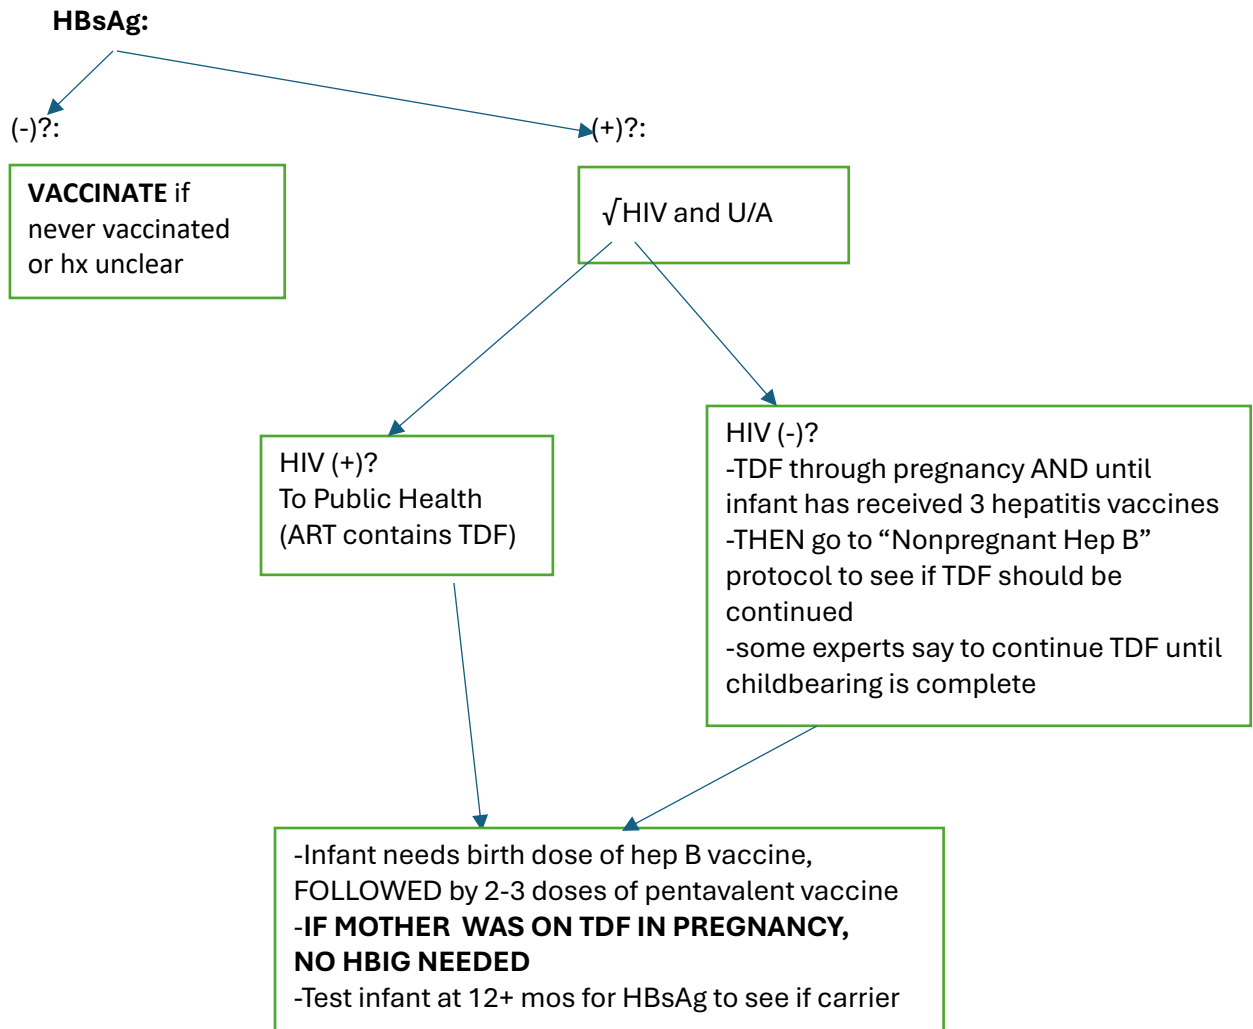 HBsAg:
(-)?:
(+)?:
VACCINATE if
never vaccinated
or hx unclear
√HIV and U/A
HIV (+)?
To Public Health
(ART contains TDF)
HIV (-)?
-TDF through pregnancy AND until
infant has received 3 hepatitis vaccines
-THEN go to “Nonpregnant Hep B”
protocol to see if TDF should be
continued
-some experts say to continue TDF until
childbearing is complete
-Infant needs birth dose of hep B vaccine,
FOLLOWED by 2-3 doses of pentavalent vaccine
-IF MOTHER WAS ON TDF IN PREGNANCY,
NO HBIG NEEDED
-Test infant at 12+ mos for HBsAg to see if carrier